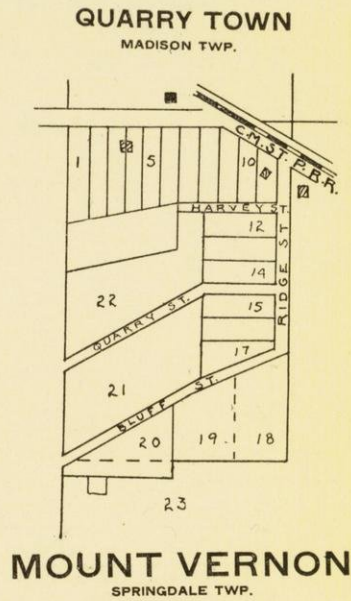 QUARRY TOWN
MADISON TWP.
C.M. ST. P. B. R.
1
5
10
HARVEY ST.
12
RIDGE ST.
14
22
15
QUARRY ST.
17
21
BLUFF ST.
20
19
18
23
MOUNT VERNON
SPRINGDALE TWP.